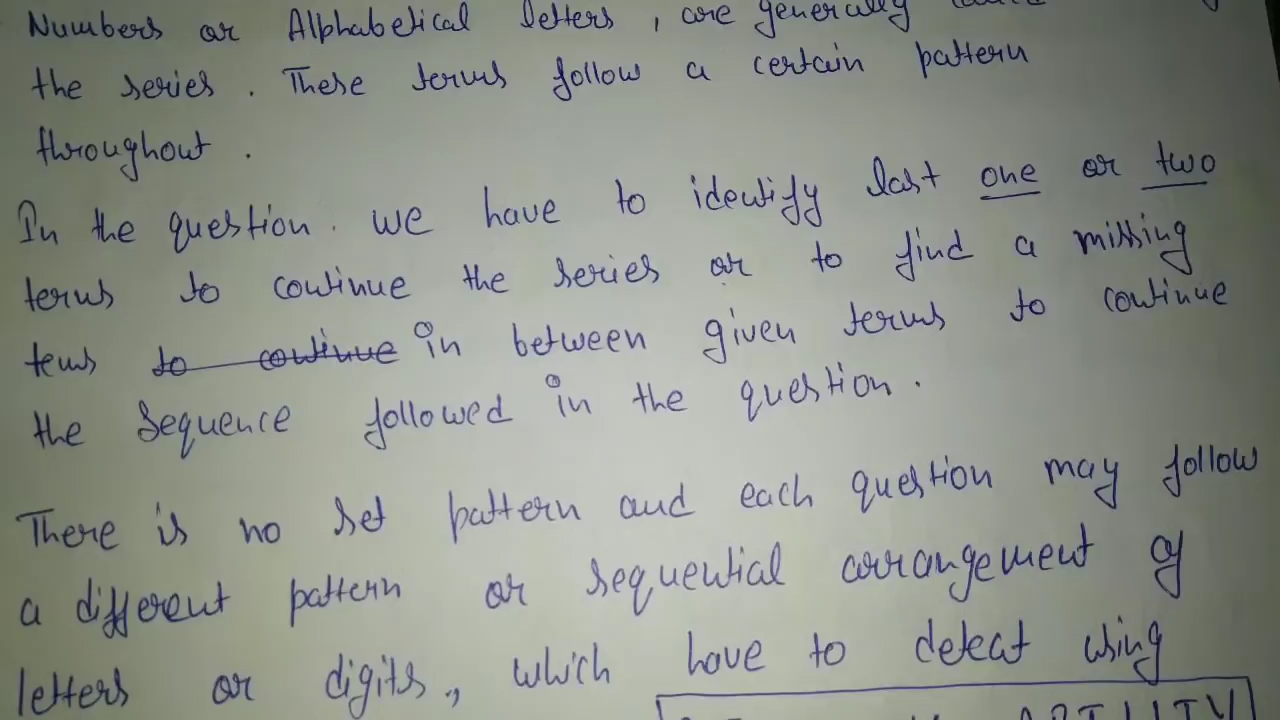 Numbers or Alphabetical letters, are generally
the series. These terms follow a certain pattern
throughout.
In the question. we have to identify last one or two
terms to continue the series or to find a missing
tems to continue in between given terms to continue
the sequence followed in the question.
There is no set pattern and each question may follow
a different pattern or sequential arrangement of
letters or digits, which have to deteat using